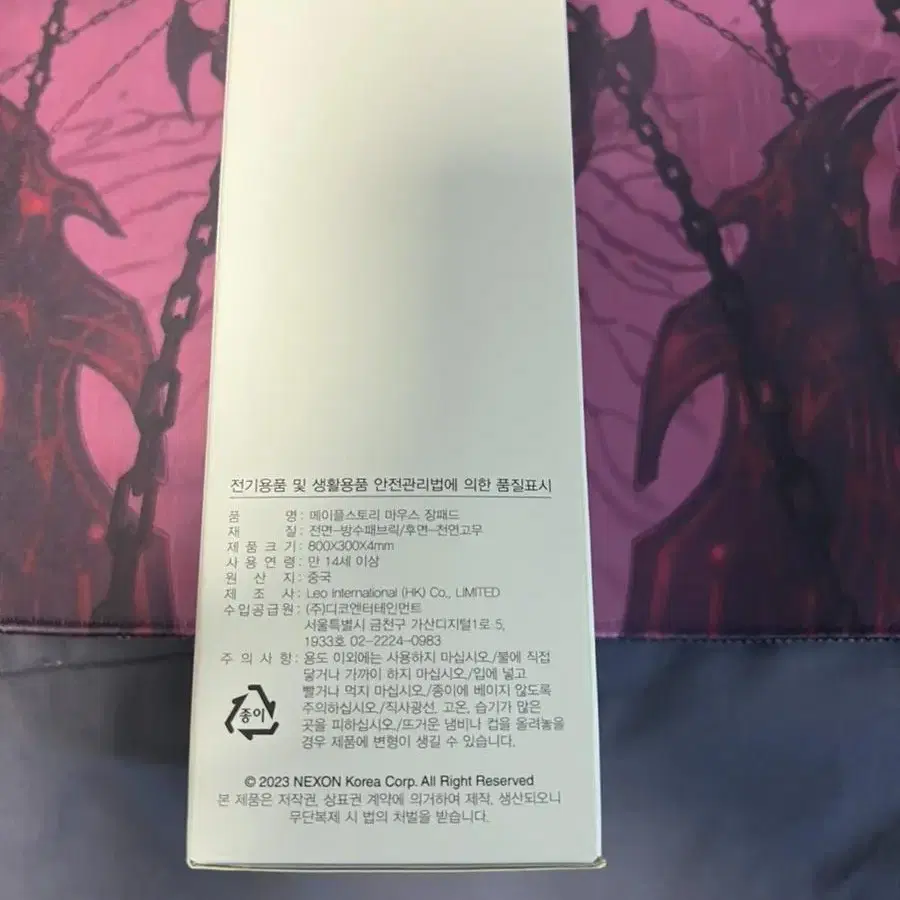 전기용품 및 생활용품 안전관리법에 의한 품질표시
품 명 : 메이플스토리 마우스 장패드
재 질 : 전면-방수패브릭/후면-천연고무
제 품 크 기 : 800X300X4mm
사 용 연 령 : 만 14세 이상
원 산 지 : 중국
제 조 사 : Leo international (HK) Co., LIMITED
수입공급원 : (주)디코엔터테인먼트
서울특별시 금천구 가산디지털1로 5,
1933호 02-2224-0983
주 의 사 항 : 용도 이외에는 사용하지 마십시오./불에 직접
닿거나 가까이 하지 마십시오./입에 넣고
빨거나 먹지 마십시오./종이에 베이지 않도록
주의하십시오./직사광선, 고온, 습기가 많은
곳을 피하십시오./뜨거운 냄비나 컵을 올려놓을
경우 제품에 변형이 생길 수 있습니다.
종이
© 2023 NEXON Korea Corp. All Right Reserved
본 제품은 저작권, 상표권 계약에 의거하여 제작, 생산되오니
무단복제 시 법의 처벌을 받습니다.